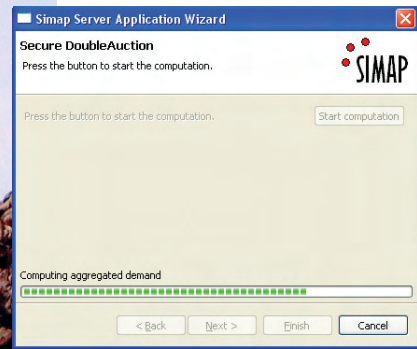 Simap Server Application Wizard
Secure DoubleAuction
Press the button to start the computation.
SIMAP
Press the button to start the computation.
Start computation
Computing aggregated demand
< Back
Next >
Finish
Cancel